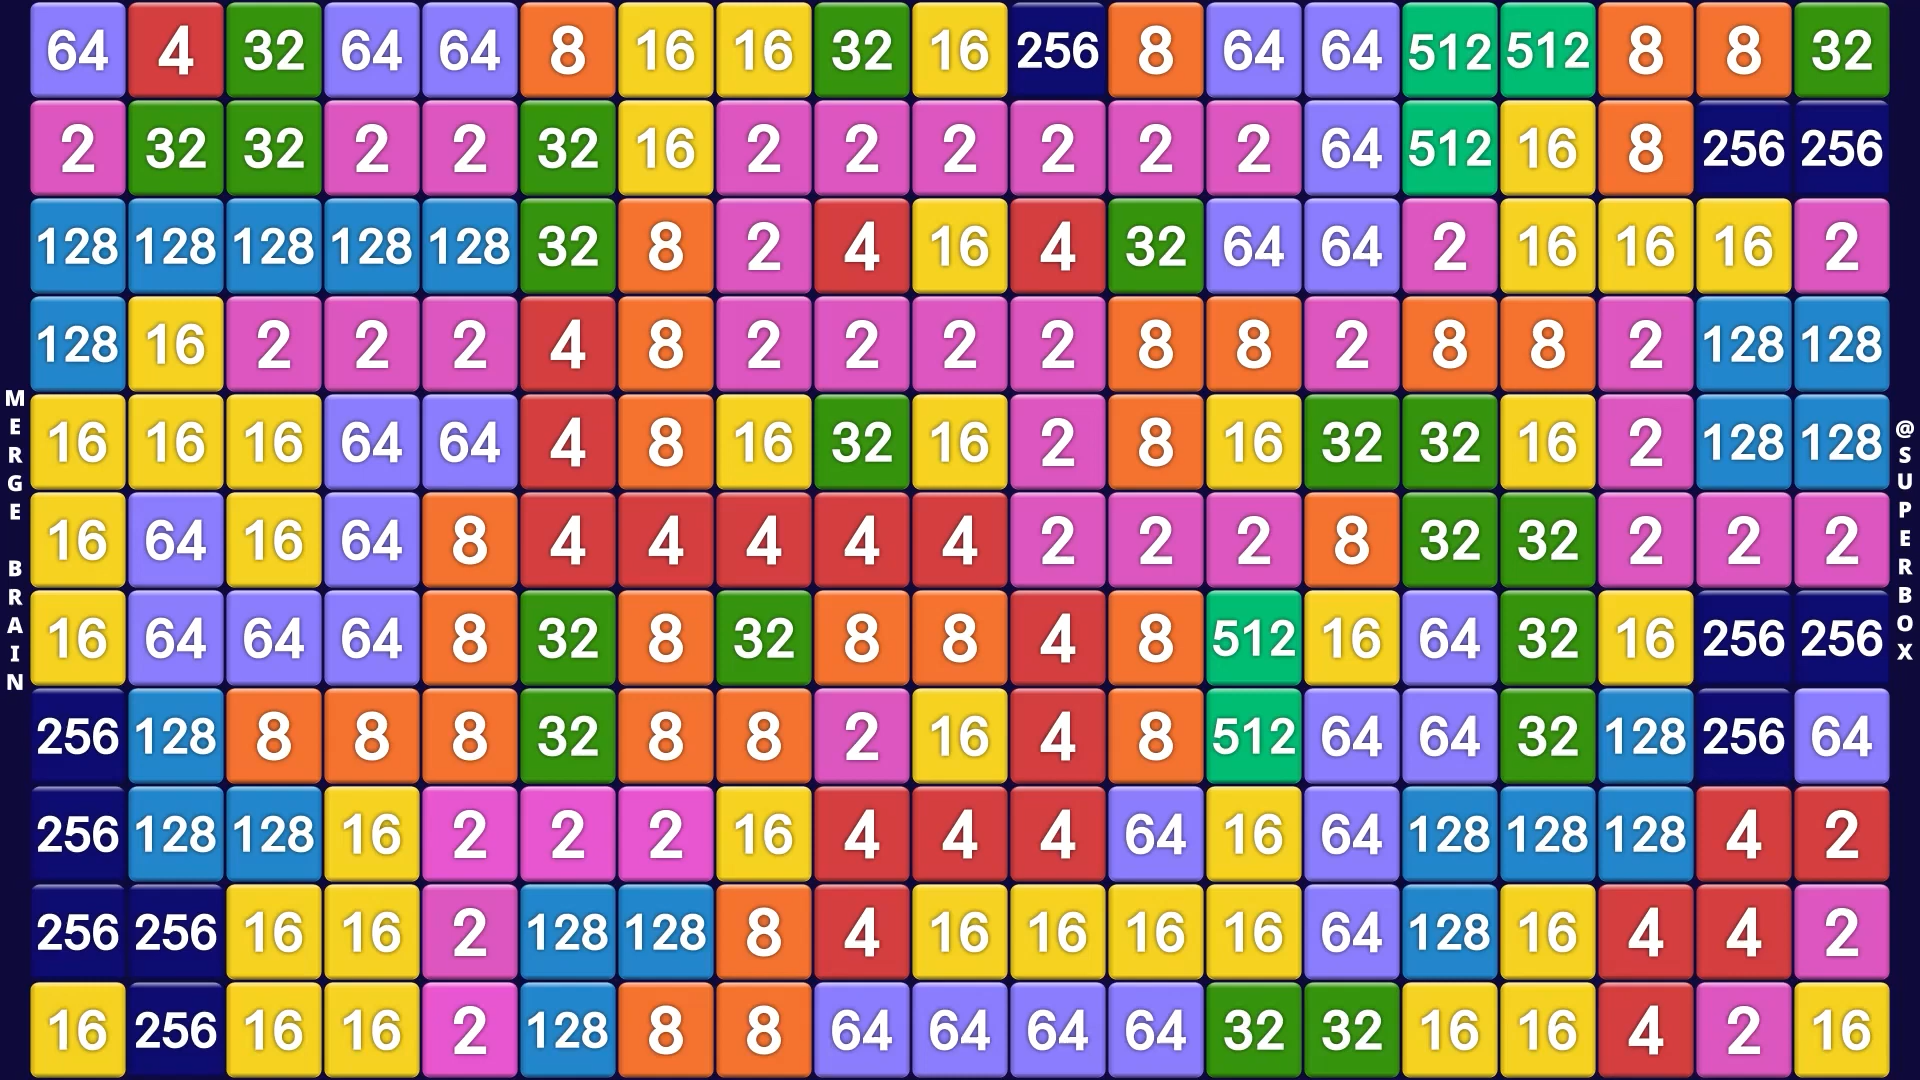 64 4 32 64 64 8 16 16 32 16 256 8 64 64 512 512 8 8 32
2 32 32 2 2 32 16 2 2 2 2 2 2 64 512 16 8 256 256
128 128 128 128 128 32 8 2 4 16 4 32 64 64 2 16 16 16 2
128 16 2 2 2 4 8 2 2 2 2 8 8 2 8 8 2 128 128
16 16 16 64 64 4 8 16 32 16 2 8 16 32 32 16 2 128 128
16 64 16 64 8 4 4 4 4 4 2 2 2 8 32 32 2 2 2
16 64 64 64 8 32 8 32 8 8 4 8 512 16 64 32 16 256 256
256 128 8 8 8 32 8 8 2 16 4 8 512 64 64 32 128 256 64
256 128 128 16 2 2 2 16 4 4 4 64 16 64 128 128 128 4 2
256 256 16 16 2 128 128 8 4 16 16 16 16 64 128 16 4 4 2
16 256 16 16 2 128 8 8 64 64 64 64 32 32 16 16 4 2 16
MERGE BRAIN
@SUPERBOX